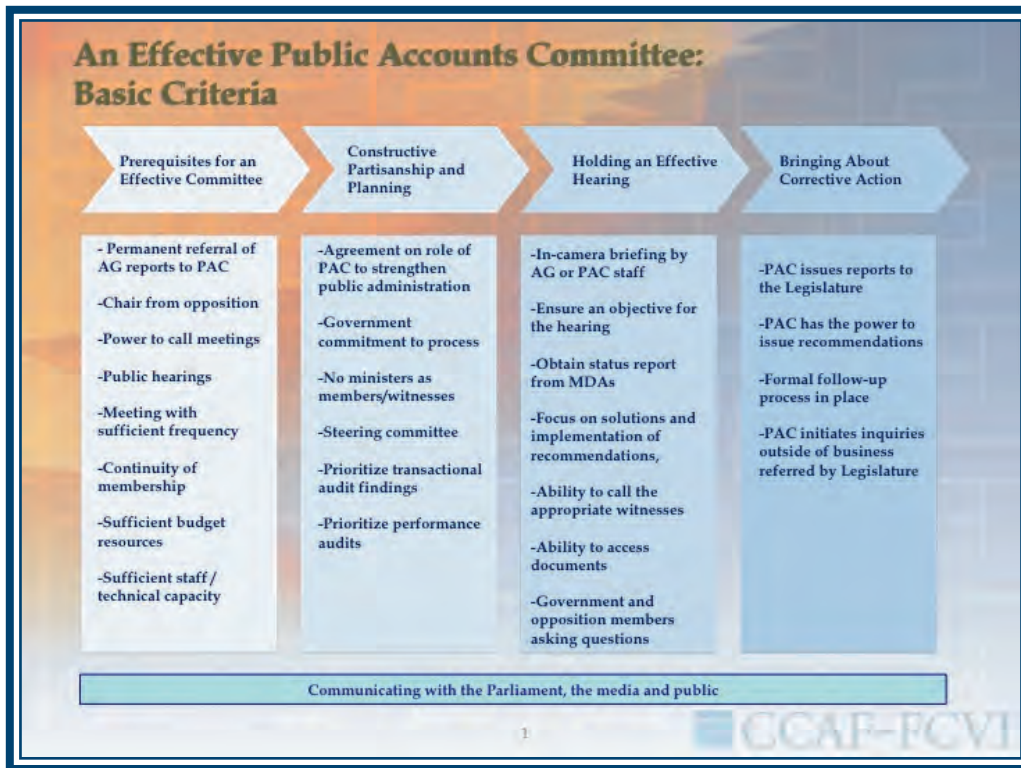 An Effective Public Accounts Committee:
Basic Criteria
Prerequisites for an
Effective Committee
Constructive
Partisanship and
Planning
Holding an Effective
Hearing
Bringing About
Corrective Action
- Permanent referral of
AG reports to PAC
-Chair from opposition
-Power to call meetings
-Public hearings
-Meeting with
sufficient frequency
-Continuity of
membership
-Sufficient budget
resources
-Sufficient staff /
technical capacity
-Agreement on role of
PAC to strengthen
public administration
-Government
commitment to process
-No ministers as
members/witnesses
-Steering committee
-Prioritize transactional
audit findings
-Prioritize performance
audits
-In-camera briefing by
AG or PAC staff
-Ensure an objective for
the hearing
-Obtain status report
from MDAs
-Focus on solutions and
implementation of
recommendations,
-Ability to call the
appropriate witnesses
-Ability to access
documents
-Government and
opposition members
asking questions
-PAC issues reports to
the Legislature
-PAC has the power to
issue recommendations
-Formal follow-up
process in place
-PAC initiates inquiries
outside of business
referred by Legislature
Communicating with the Parliament, the media and public
1
CCAF-FCVI